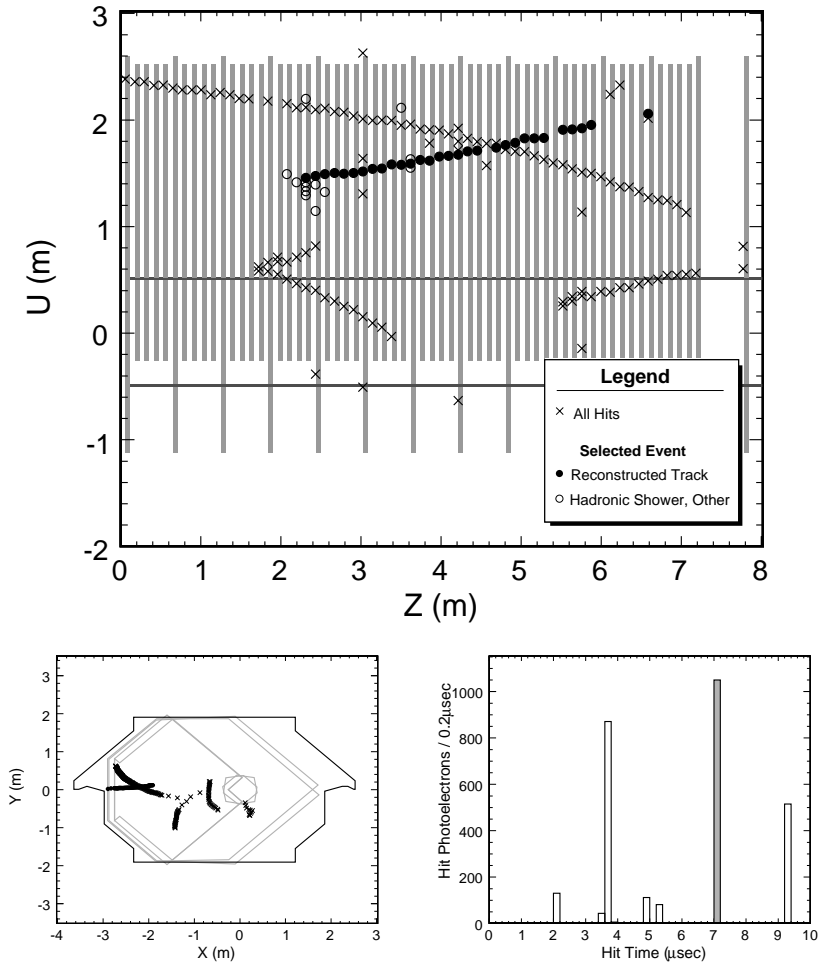 3
2
1
0
-1
-2
U (m)
0 1 2 3 4 5 6 7 8
Z (m)
Legend
All Hits
Selected Event
Reconstructed Track
Hadronic Shower, Other
3
2
1
0
-1
-2
-3
Y (m)
-4 -3 -2 -1 0 1 2 3
X (m)
1000
800
600
400
200
0
Hit Photoelectrons / 0.2μsec
0 1 2 3 4 5 6 7 8 9 10
Hit Time (μsec)